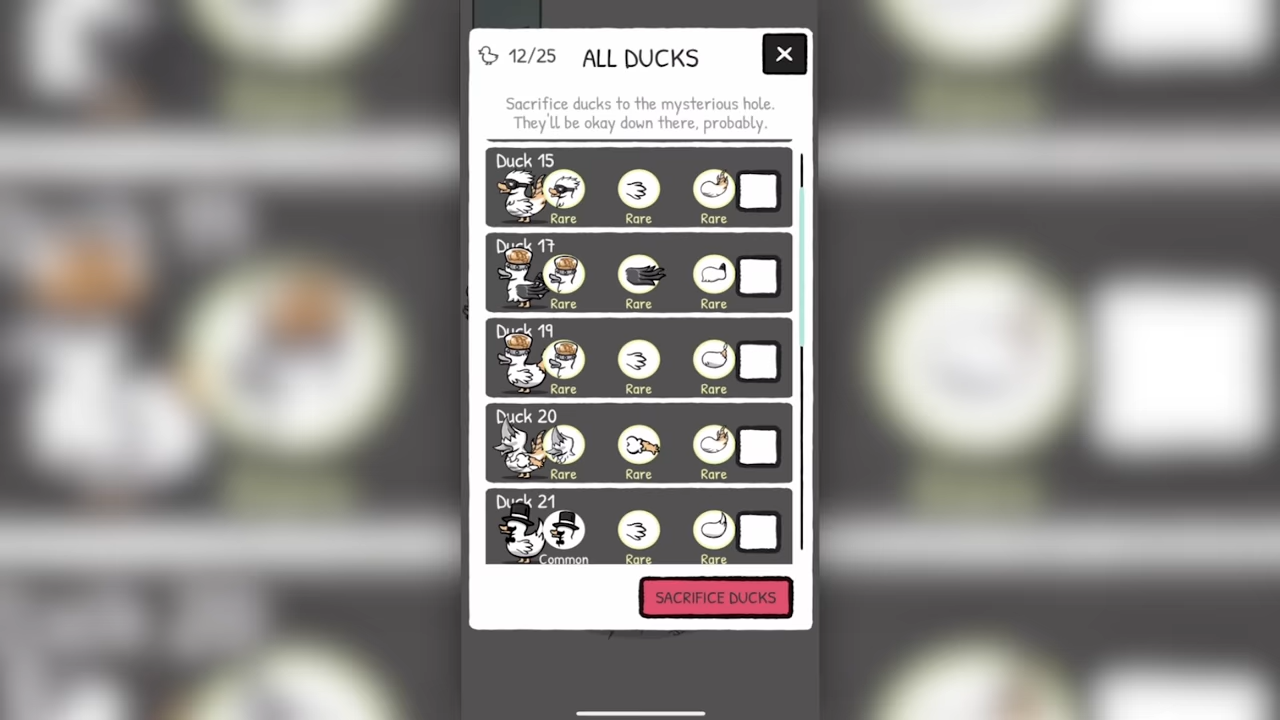 12/25 ALL DUCKS
Sacrifice ducks to the mysterious hole.
They'll be okay down there, probably.
Duck 15
Rare Rare Rare
Duck 17
Rare Rare Rare
Duck 19
Rare Rare Rare
Duck 20
Rare Rare Rare
Duck 21
Common Rare Rare
SACRIFICE DUCKS